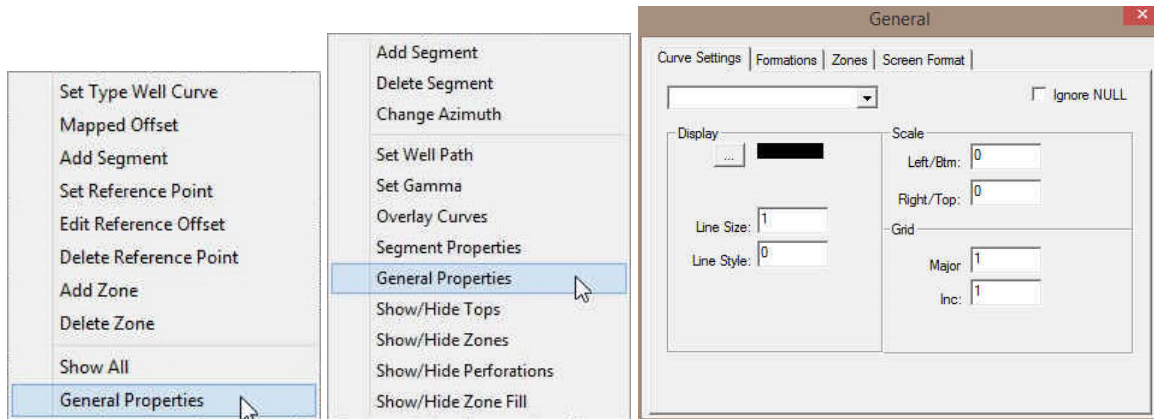 Set Type Well Curve
Mapped Offset
Add Segment
Set Reference Point
Edit Reference Offset
Delete Reference Point
Add Zone
Delete Zone
Show All
General Properties
Add Segment
Delete Segment
Change Azimuth
Set Well Path
Set Gamma
Overlay Curves
Segment Properties
General Properties
Show/Hide Tops
Show/Hide Zones
Show/Hide Perforations
Show/Hide Zone Fill
General
Curve Settings Formations Zones Screen Format
Ignore NULL
Display
...
Line Size: 1
Line Style: 0
Scale
Left/Btm: 0
Right/Top: 0
Grid
Major 1
Inc: 1